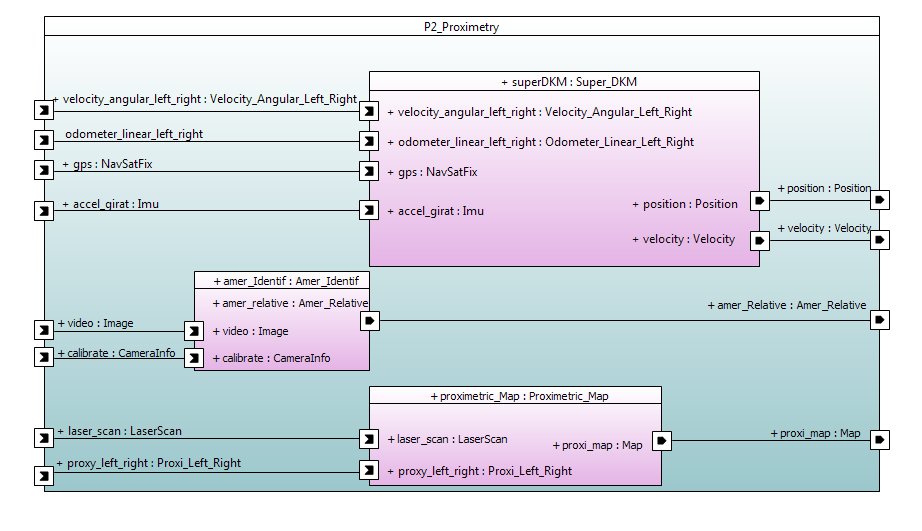 P2_Proximetry
+ superDKM : Super_DKM
+ velocity_angular_left_right : Velocity_Angular_Left_Right
+ velocity_angular_left_right : Velocity_Angular_Left_Right
odometer_linear_left_right
+ odometer_linear_left_right : Odometer_Linear_Left_Right
+ gps : NavSatFix
+ gps : NavSatFix
+ accel_girat : Imu
+ accel_girat : Imu
+ position : Position
+ position : Position
+ velocity : Velocity
+ velocity : Velocity
+ amer_Identif : Amer_Identif
+ amer_relative : Amer_Relative
+ amer_Relative : Amer_Relative
+ video : Image
+ video : Image
+ calibrate : CameraInfo
+ calibrate : CameraInfo
+ proximetric_Map : Proximetric_Map
+ laser_scan : LaserScan
+ laser_scan : LaserScan
+ proxi_map : Map
+ proxi_map : Map
+ proxy_left_right : Proxi_Left_Right
+ proxy_left_right : Proxi_Left_Right